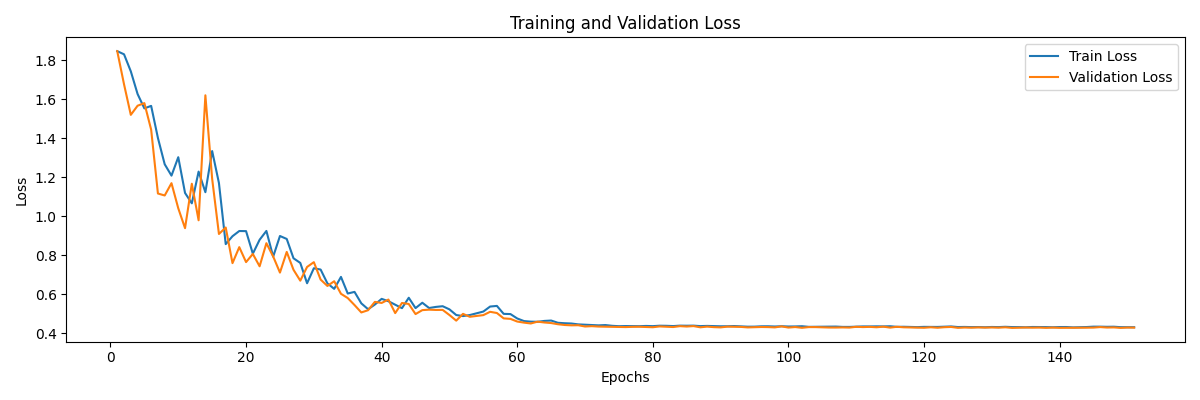 Training and Validation Loss
Train Loss
Validation Loss
1.8
1.6
1.4
1.2
1.0
0.8
0.6
0.4
Loss
0 20 40 60 80 100 120 140
Epochs